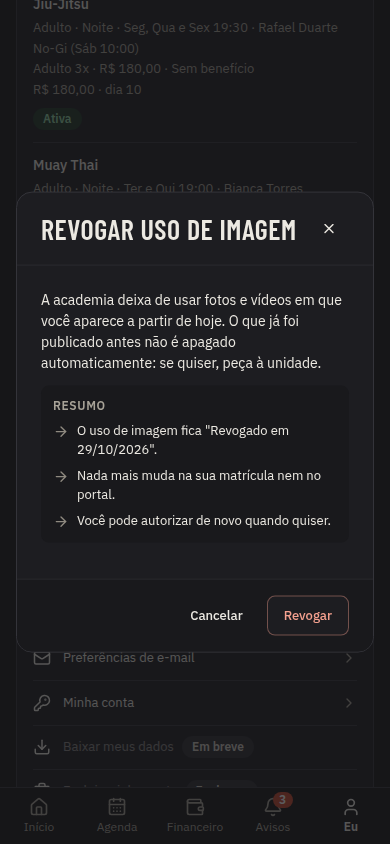 Jiu-Jitsu
Adulto · Noite · Seg, Qua e Sex 19:30 · Rafael Duarte
No-Gi (Sáb 10:00)
Adulto 3x · R$ 180,00 · Sem benefício
R$ 180,00 · dia 10
Ativa
Muay Thai
Adulto · Noite · Ter e Qui 19:00 · Bianca Torres
REVOGAR USO DE IMAGEM
A academia deixa de usar fotos e vídeos em que
você aparece a partir de hoje. O que já foi
publicado antes não é apagado
automaticamente: se quiser, peça à unidade.
RESUMO
O uso de imagem fica "Revogado em
29/10/2026".
Nada mais muda na sua matrícula nem no
portal.
Você pode autorizar de novo quando quiser.
Cancelar
Revogar
Preferências de e-mail
Minha conta
Baixar meus dados
Em breve
3
Início
Agenda
Financeiro
Avisos
Eu